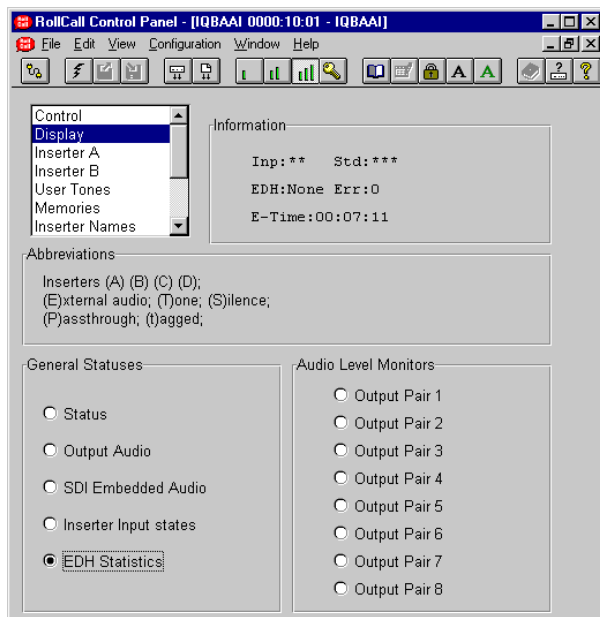 RollCall Control Panel - [IQBAAI 0000:10:01 - IQBAAI]
File Edit View Configuration Window Help
A A
Control
Display
Inserter A
Inserter B
User Tones
Memories
Inserter Names
Information
Inp:** Std:***
EDH:None Err:0
E-Time:00:07:11
Abbreviations
Inserters (A) (B) (C) (D);
(E)xternal audio; (T)one; (S)ilence;
(P)assthrough; (t)agged;
General Statuses
Status
Output Audio
SDI Embedded Audio
Inserter Input states
EDH Statistics
Audio Level Monitors
Output Pair 1
Output Pair 2
Output Pair 3
Output Pair 4
Output Pair 5
Output Pair 6
Output Pair 7
Output Pair 8